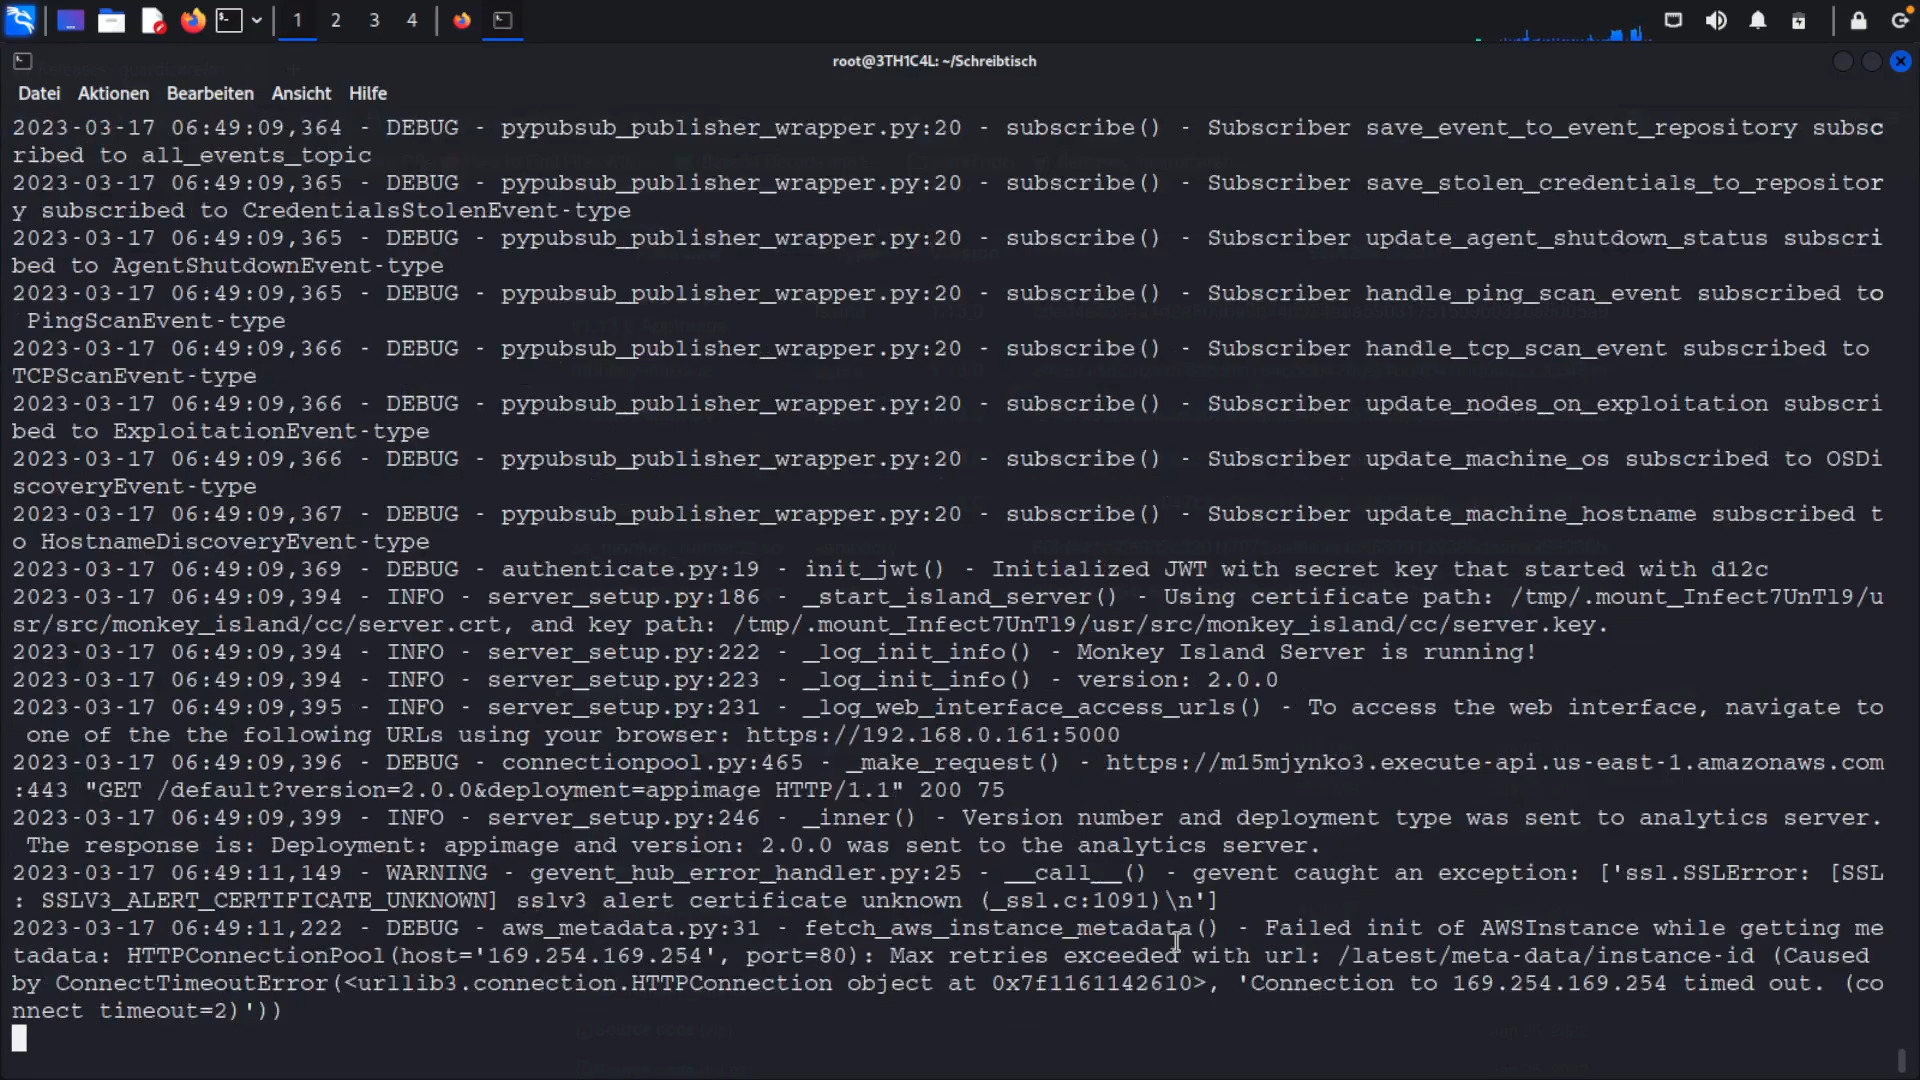 1 2 3 4
root@3TH1C4L: ~/Schreibtisch
Datei Aktionen Bearbeiten Ansicht Hilfe
2023-03-17 06:49:09,364 - DEBUG - pypubsub_publisher_wrapper.py:20 - subscribe() - Subscriber save_event_to_event_repository subsc
ribed to all_events_topic
2023-03-17 06:49:09,365 - DEBUG - pypubsub_publisher_wrapper.py:20 - subscribe() - Subscriber save_stolen_credentials_to_repositor
y subscribed to CredentialsStolenEvent-type
2023-03-17 06:49:09,365 - DEBUG - pypubsub_publisher_wrapper.py:20 - subscribe() - Subscriber update_agent_shutdown_status subscri
bed to AgentShutdownEvent-type
2023-03-17 06:49:09,365 - DEBUG - pypubsub_publisher_wrapper.py:20 - subscribe() - Subscriber handle_ping_scan_event subscribed to
PingScanEvent-type
2023-03-17 06:49:09,366 - DEBUG - pypubsub_publisher_wrapper.py:20 - subscribe() - Subscriber handle_tcp_scan_event subscribed to
TCPScanEvent-type
2023-03-17 06:49:09,366 - DEBUG - pypubsub_publisher_wrapper.py:20 - subscribe() - Subscriber update_nodes_on_exploitation subscri
bed to ExploitationEvent-type
2023-03-17 06:49:09,366 - DEBUG - pypubsub_publisher_wrapper.py:20 - subscribe() - Subscriber update_machine_os subscribed to OSDi
scoveryEvent-type
2023-03-17 06:49:09,367 - DEBUG - pypubsub_publisher_wrapper.py:20 - subscribe() - Subscriber update_machine_hostname subscribed t
o HostnameDiscoveryEvent-type
2023-03-17 06:49:09,369 - DEBUG - authenticate.py:19 - init_jwt() - Initialized JWT with secret key that started with d12c
2023-03-17 06:49:09,394 - INFO - server_setup.py:186 - _start_island_server() - Using certificate path: /tmp/.mount_Infect7UnTl9/u
sr/src/monkey_island/cc/server.crt, and key path: /tmp/.mount_Infect7UnTl9/usr/src/monkey_island/cc/server.key.
2023-03-17 06:49:09,394 - INFO - server_setup.py:222 - _log_init_info() - Monkey Island Server is running!
2023-03-17 06:49:09,394 - INFO - server_setup.py:223 - _log_init_info() - version: 2.0.0
2023-03-17 06:49:09,395 - INFO - server_setup.py:231 - _log_web_interface_access_urls() - To access the web interface, navigate to
one of the the following URLs using your browser: https://192.168.0.161:5000
2023-03-17 06:49:09,396 - DEBUG - connectionpool.py:465 - _make_request() - https://m15mjynko3.execute-api.us-east-1.amazonaws.com
:443 "GET /default?version=2.0.0&deployment=appimage HTTP/1.1" 200 75
2023-03-17 06:49:09,399 - INFO - server_setup.py:246 - _inner() - Version number and deployment type was sent to analytics server.
The response is: Deployment: appimage and version: 2.0.0 was sent to the analytics server.
2023-03-17 06:49:11,149 - WARNING - gevent_hub_error_handler.py:25 - __call__() - gevent caught an exception: ['ssl.SSLError: [SSL
: SSLV3_ALERT_CERTIFICATE_UNKNOWN] sslv3 alert certificate unknown (_ssl.c:1091)\n']
2023-03-17 06:49:11,222 - DEBUG - aws_metadata.py:31 - fetch_aws_instance_metadata() - Failed init of AWSInstance while getting me
tadata: HTTPConnectionPool(host='169.254.169.254', port=80): Max retries exceeded with url: /latest/meta-data/instance-id (Caused
by ConnectTimeoutError(<urllib3.connection.HTTPConnection object at 0x7f1161142610>, 'Connection to 169.254.169.254 timed out. (co
nnect timeout=2)'))